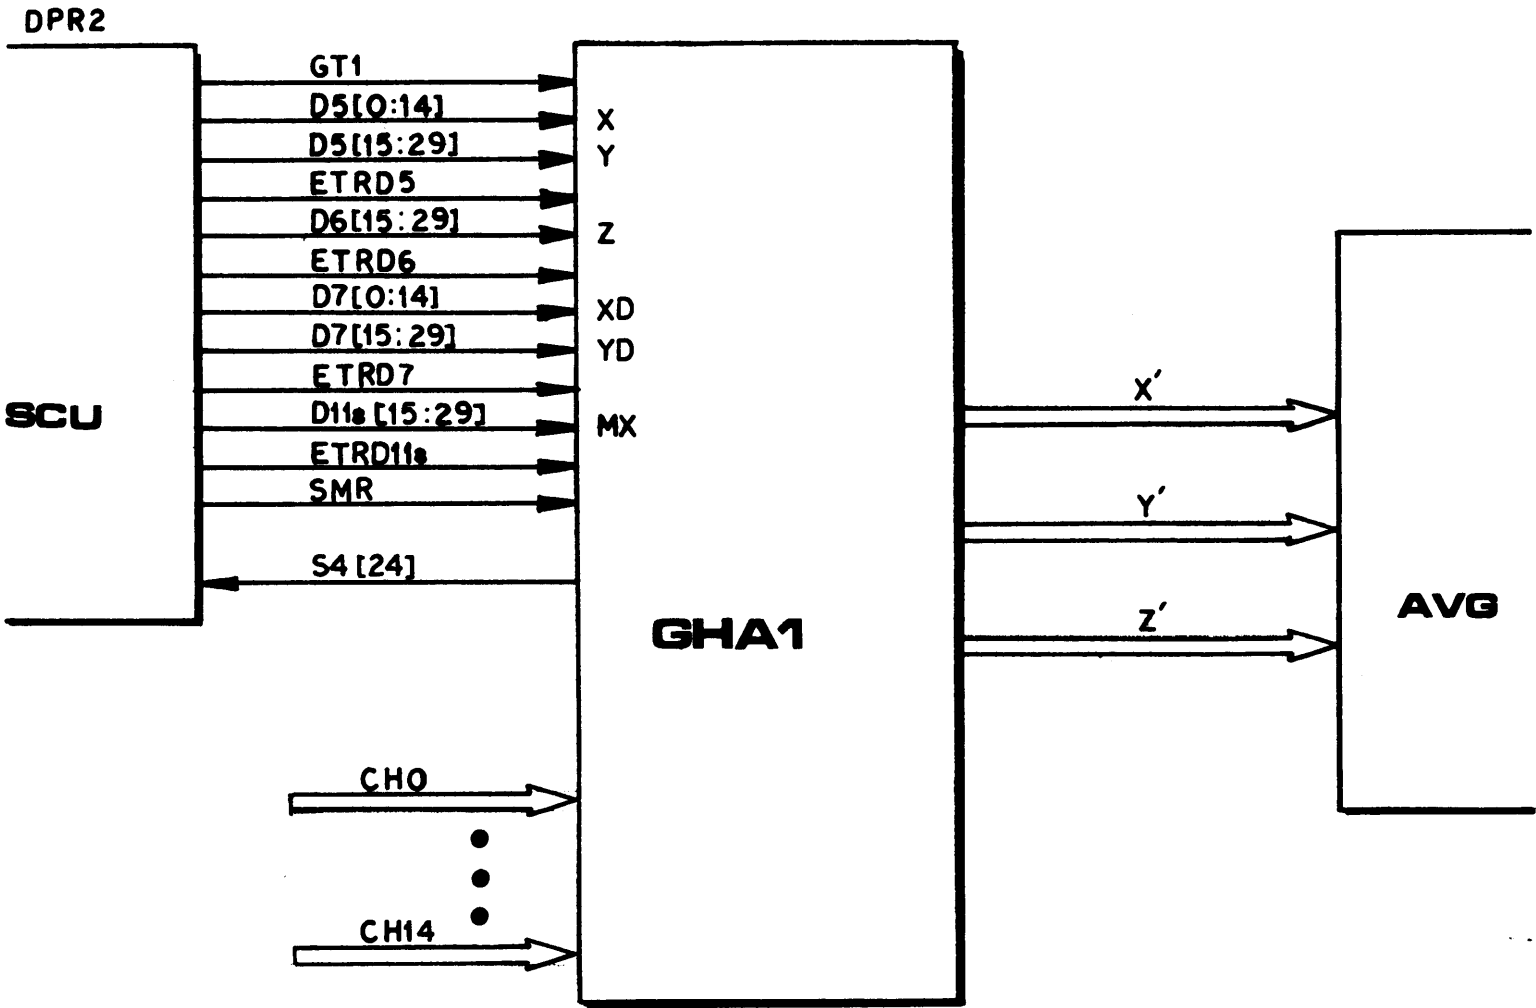 DPR2
GT1
D5[0:14]
X
D5[15:29]
Y
ETRD5
D6[15:29]
Z
ETRD6
D7[0:14]
XD
D7[15:29]
YD
ETRD7
D11s[15:29]
MX
ETRD11s
SMR
S4[24]
SCU
GHA1
CH0
CH14
X′
Y′
Z′
AVG